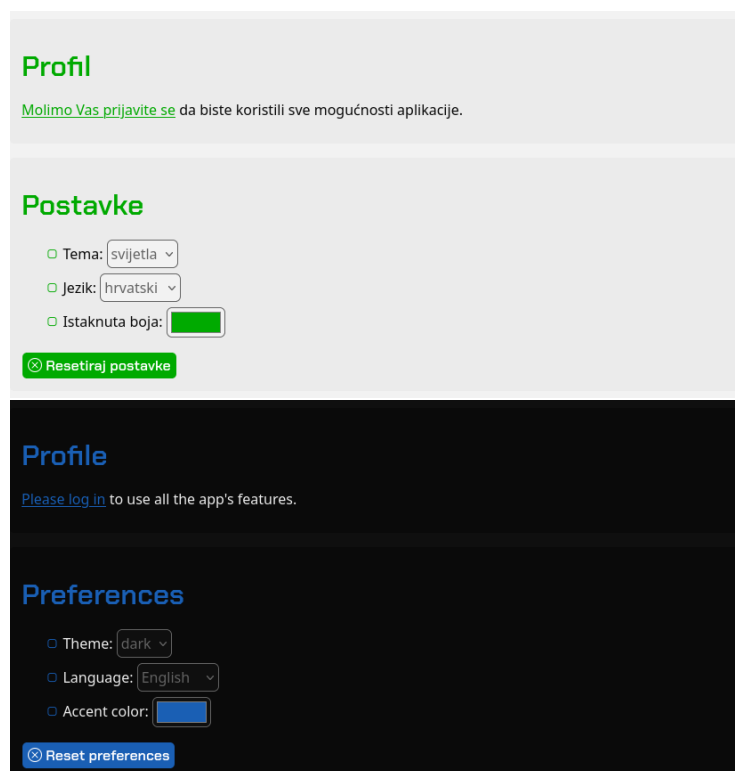 Profil
Molimo Vas prijavite se da biste koristili sve mogućnosti aplikacije.
Postavke
Tema: svijetla
Jezik: hrvatski
Istaknuta boja:
Resetiraj postavke
Profile
Please log in to use all the app's features.
Preferences
Theme: dark
Language: English
Accent color:
Reset preferences